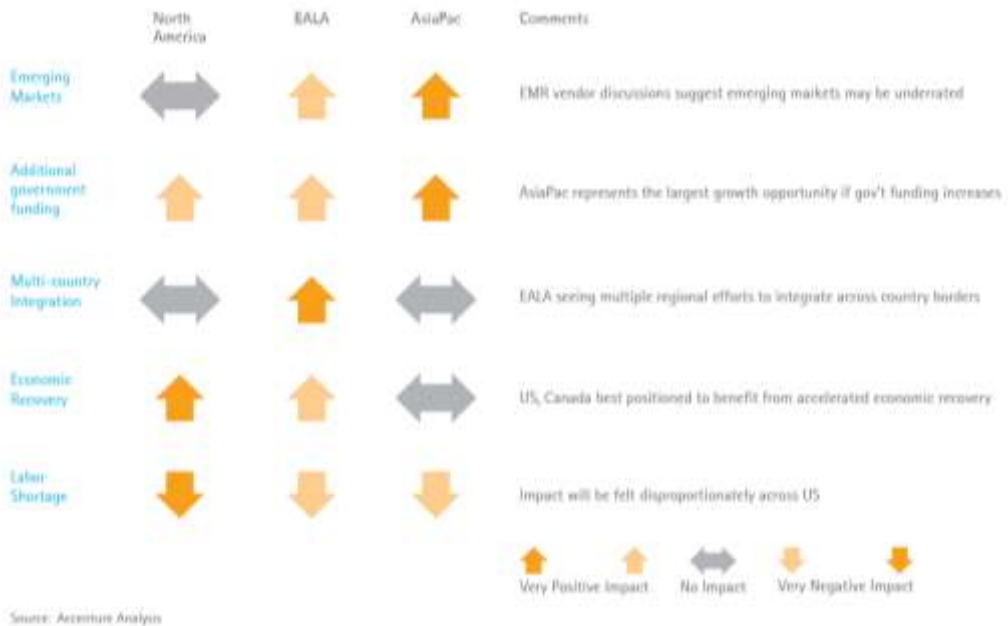 North America
EALA
AsiaPac
Comments
Emerging Markets
EMR vendor discussions suggest emerging markets may be underrated
Additional government funding
AsiaPac represents the largest growth opportunity if gov't funding increases
Multi-country Integration
EALA seeing multiple regional efforts to integrate across country borders
Economic Recovery
US, Canada best positioned to benefit from accelerated economic recovery
Labor Shortage
Impact will be felt disproportionately across US
Very Positive Impact
No Impact
Very Negative Impact
Source: Accenture Analysis